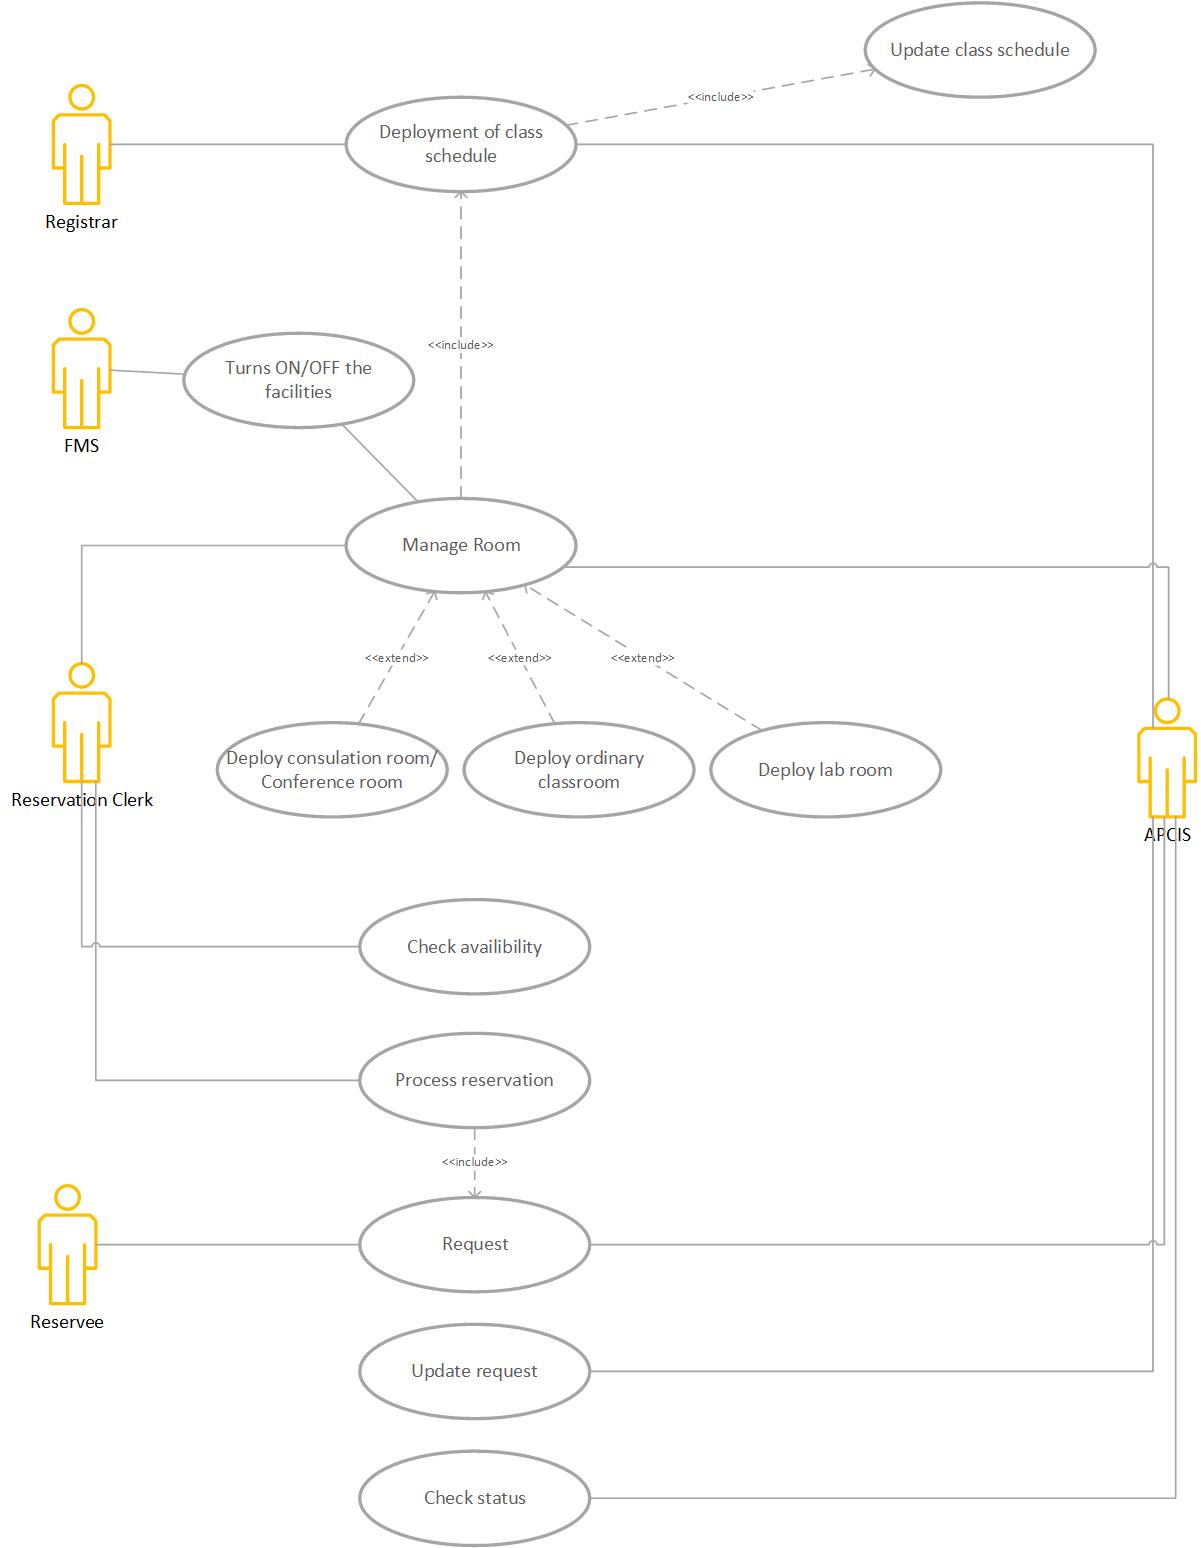 Update class schedule
<<include>>
Deployment of class
schedule
Registrar
<<include>>
Turns ON/OFF the
facilities
FMS
Manage Room
<<extend>>
<<extend>>
<<extend>>
Deploy consulation room/
Conference room
Deploy ordinary
classroom
Deploy lab room
Reservation Clerk
APCIS
Check availibility
Process reservation
<<include>>
Request
Reservee
Update request
Check status